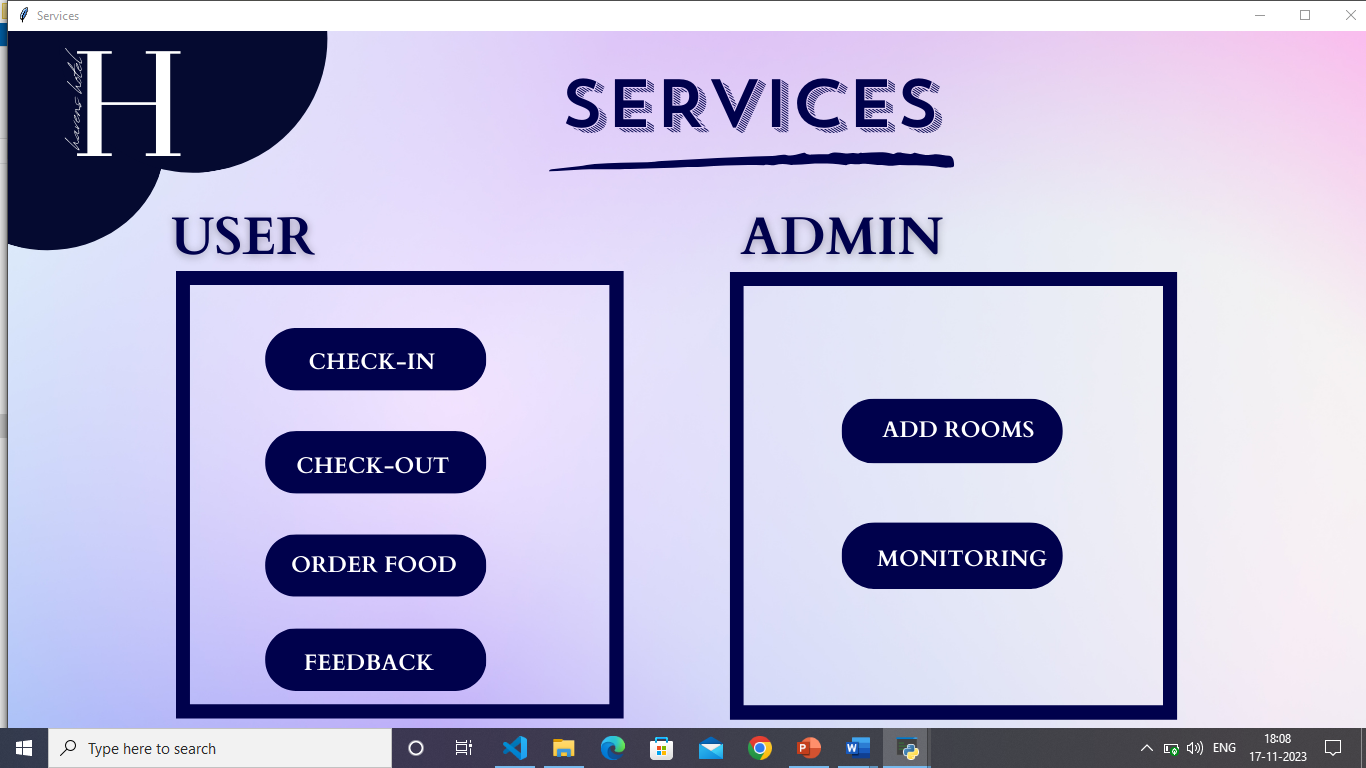 Services
havens hotel
H
SERVICES
USER
ADMIN
CHECK-IN
CHECK-OUT
ORDER FOOD
FEEDBACK
ADD ROOMS
MONITORING
Type here to search
ENG
18:08
17-11-2023